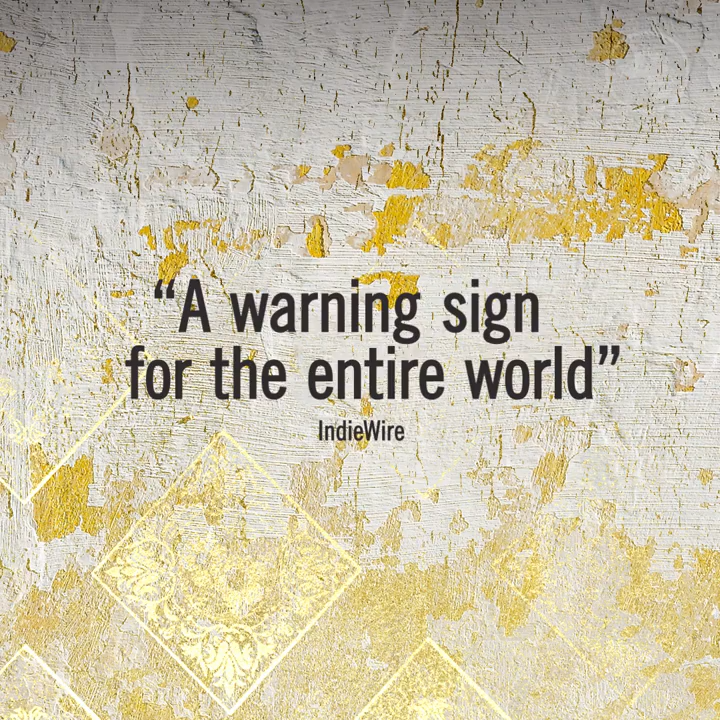 “A warning sign
for the entire world”
IndieWire